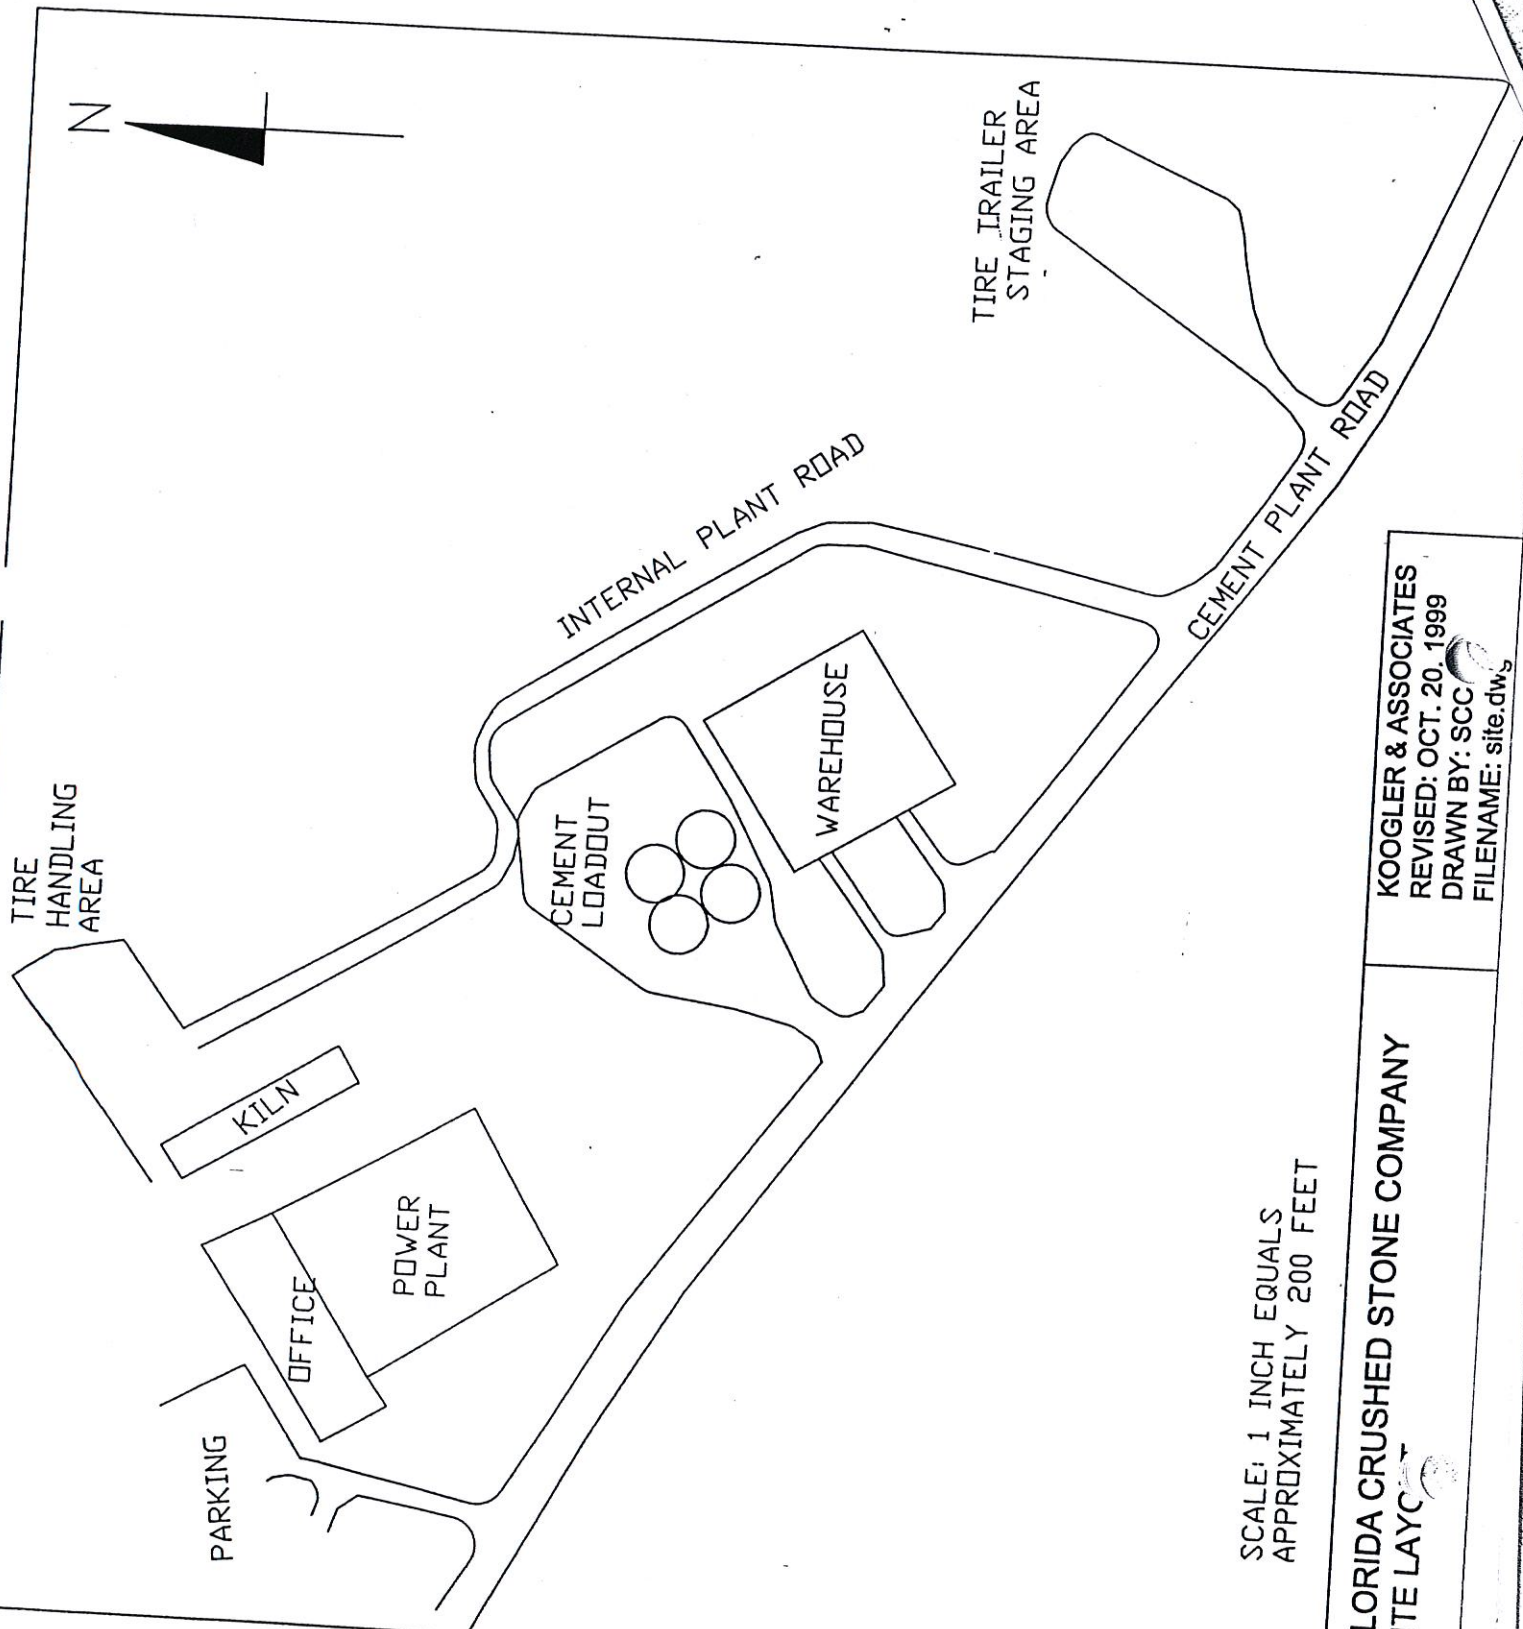 N
TIRE
HANDLING
AREA
TIRE TRAILER
STAGING AREA
INTERNAL PLANT ROAD
CEMENT
LOADOUT
WAREHOUSE
KILN
OFFICE
POWER
PLANT
PARKING
CEMENT PLANT ROAD
SCALE: 1 INCH EQUALS
APPROXIMATELY 200 FEET
LORIDA CRUSHED STONE COMPANY
ITE LAYO
KOOGLER & ASSOCIATES
REVISED: OCT. 20, 1999
DRAWN BY: SCC
FILENAME: site.dwg